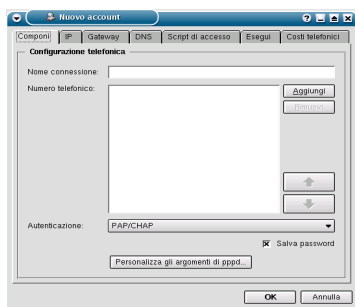 Nuovo account
Componi IP Gateway DNS Script di accesso Esegui Costi telefonici
Configurazione telefonica
Nome connessione:
Numero telefonico:
Aggiungi
Rimuovi
Autenticazione: PAP/CHAP
Salva password
Personalizza gli argomenti di pppd...
OK Annulla